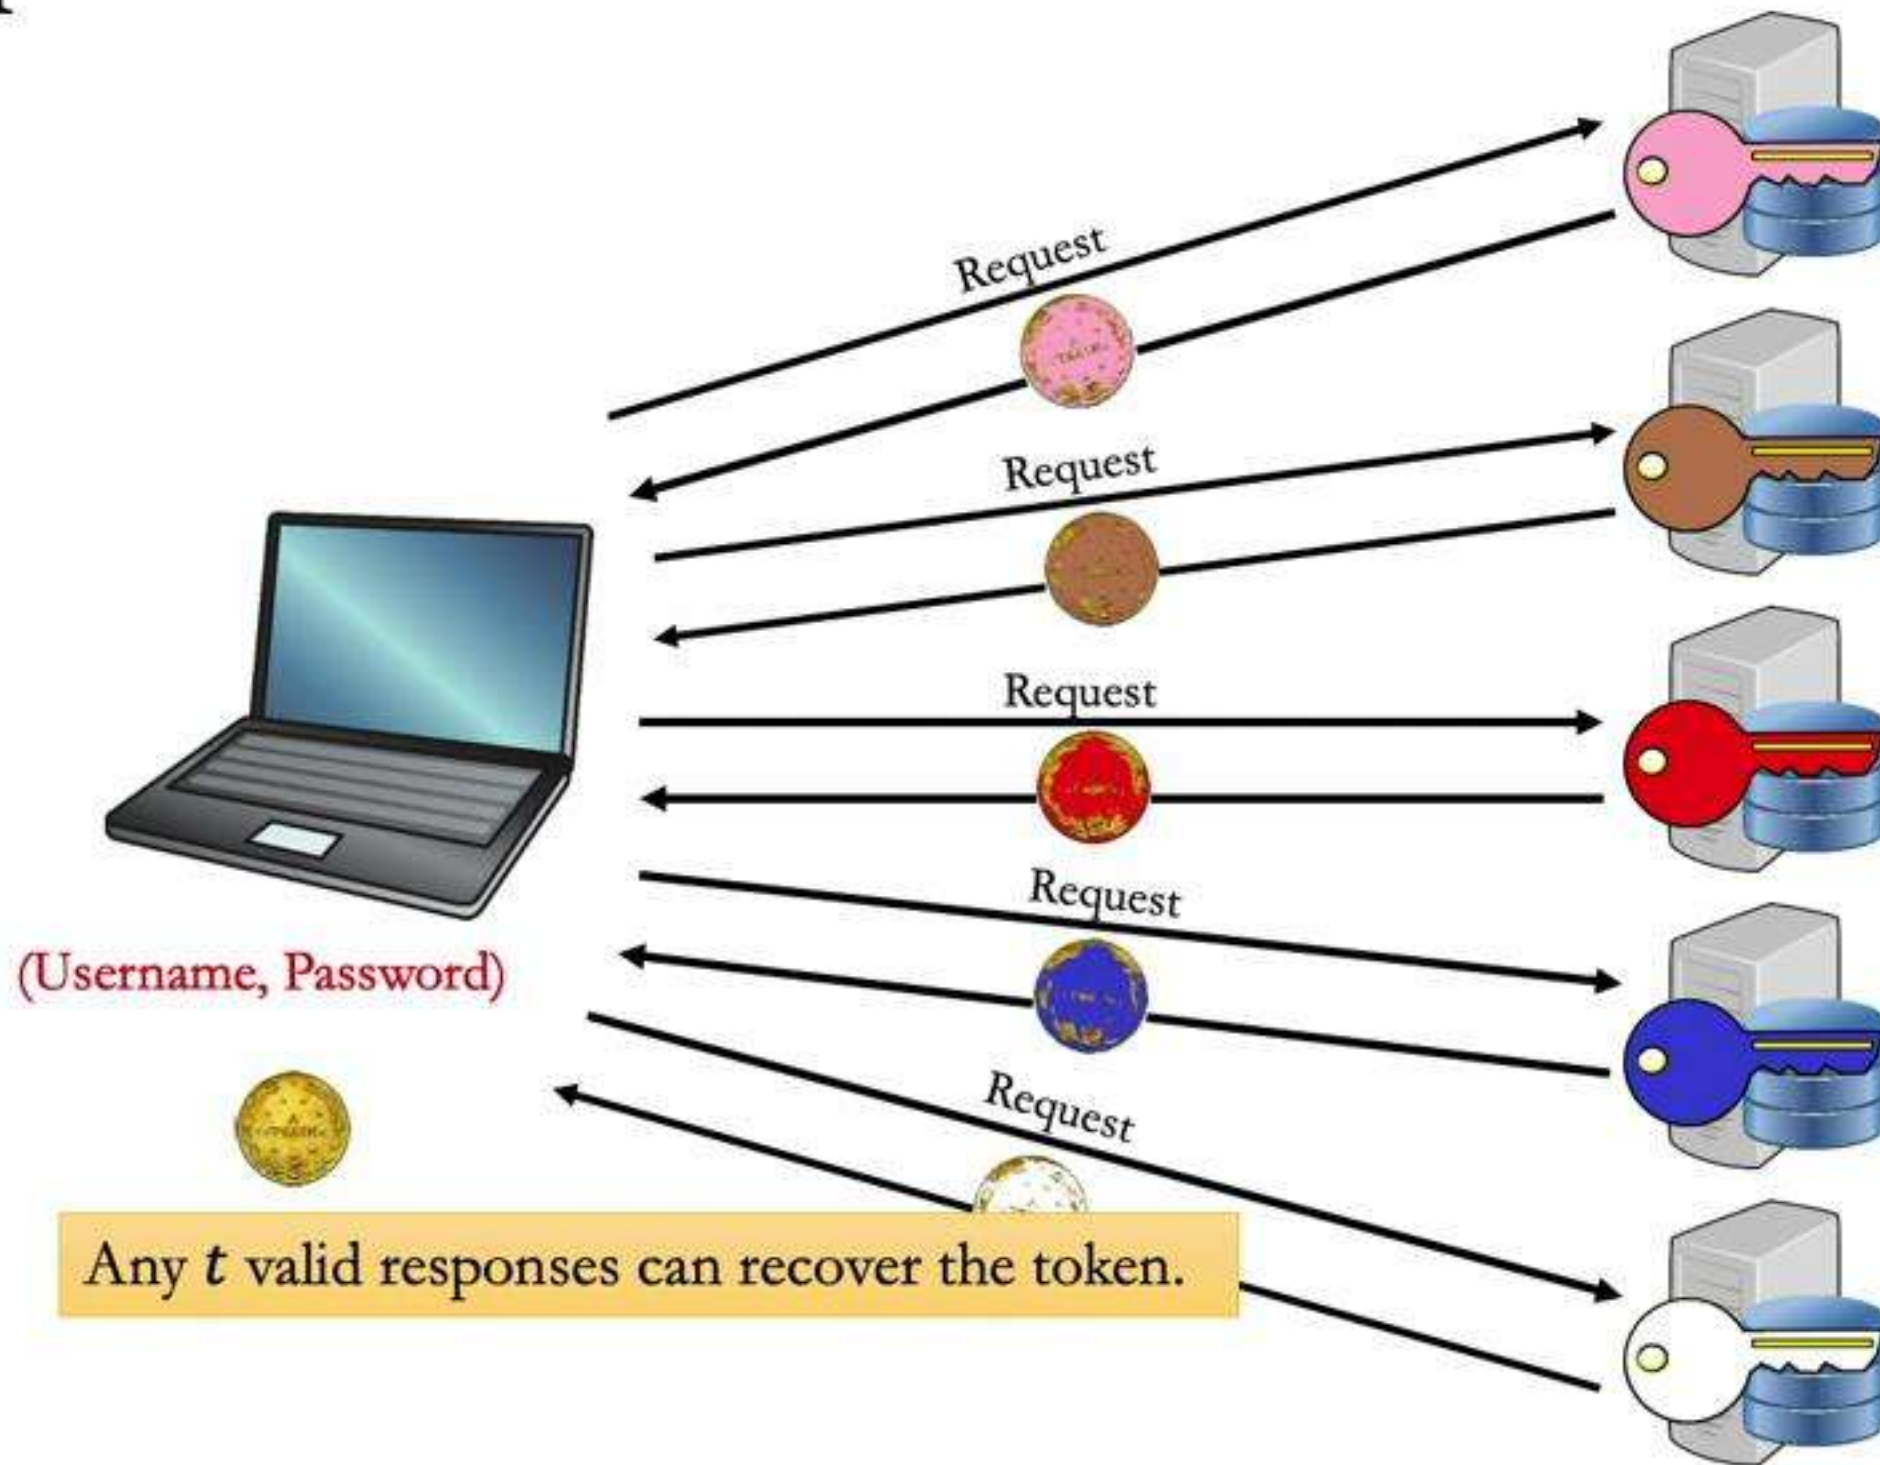 Request
Request
Request
Request
(Username, Password)
Request
Any t valid responses can recover the token.